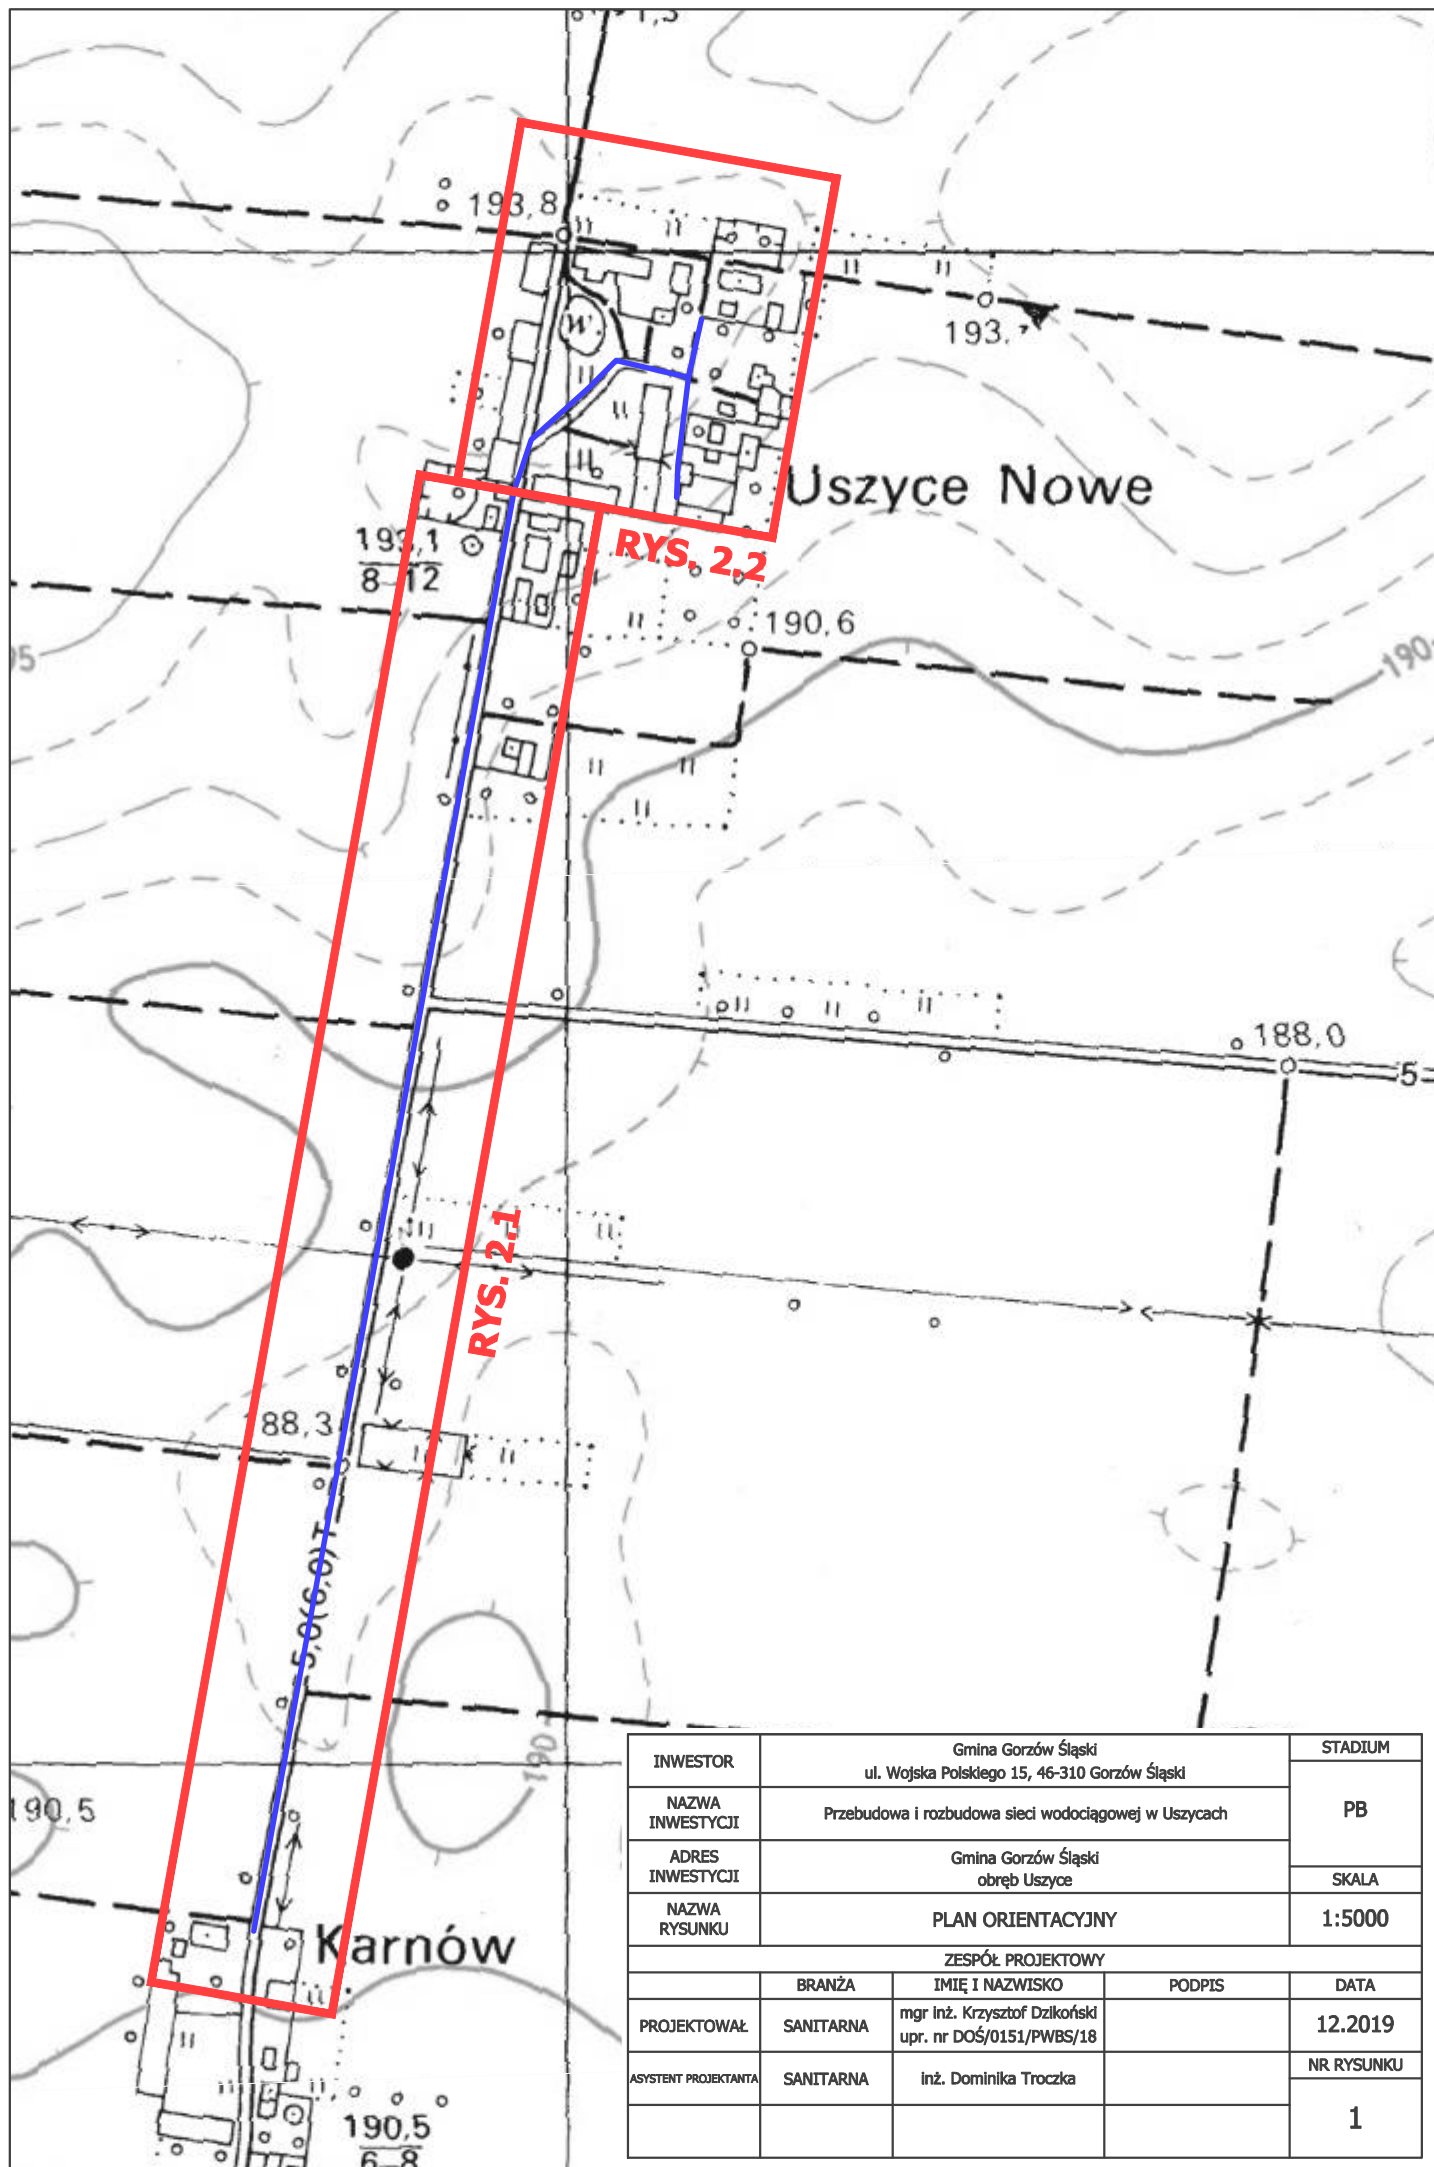 193,8
193,
W.
Uszyce Nowe
RYS. 2.2
193,1
8-12
190,6
190
188,0
5
RYS. 2.1
88,3
5,0(6,0)T
190
190,5
Karnów
190,5
6-8
INWESTOR
Gmina Gorzów Śląski
ul. Wojska Polskiego 15, 46-310 Gorzów Śląski
STADIUM
NAZWA
INWESTYCJI
Przebudowa i rozbudowa sieci wodociągowej w Uszycach
PB
ADRES
INWESTYCJI
Gmina Gorzów Śląski
obręb Uszyce
SKALA
NAZWA
RYSUNKU
PLAN ORIENTACYJNY
1:5000
ZESPÓŁ PROJEKTOWY
BRANŻA
IMIĘ I NAZWISKO
PODPIS
DATA
PROJEKTOWAŁ
SANITARNA
mgr inż. Krzysztof Dzikoński
upr. nr DOŚ/0151/PWBS/18
12.2019
ASYSTENT PROJEKTANTA
SANITARNA
inż. Dominika Troczka
NR RYSUNKU
1